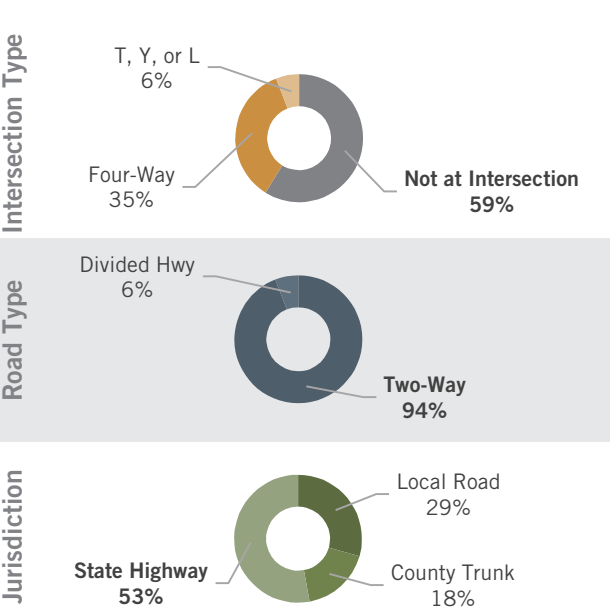 Intersection Type
T, Y, or L
6%
Four-Way
35%
Not at Intersection
59%
Road Type
Divided Hwy
6%
Two-Way
94%
Jurisdiction
Local Road
29%
State Highway
53%
County Trunk
18%